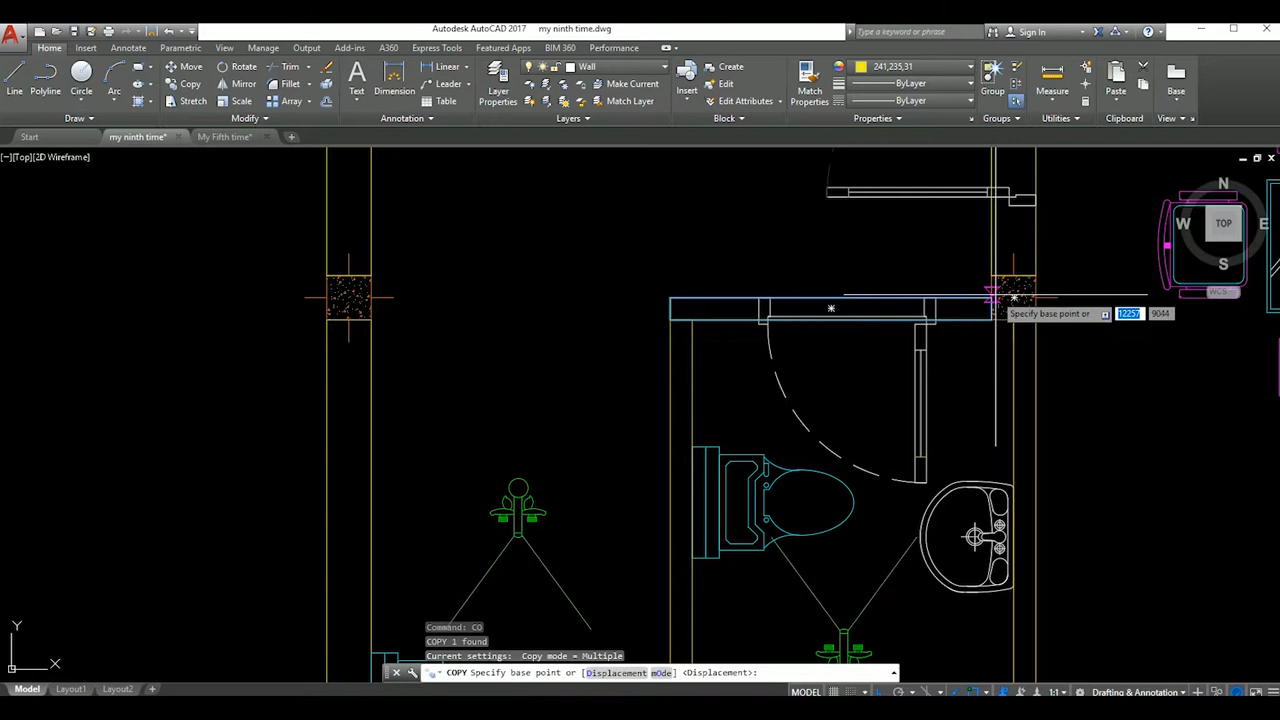 Autodesk AutoCAD 2017 my ninth time.dwg
Type a keyword or phrase
Sign In
Home Insert Annotate Parametric View Manage Output Add-ins A360 Express Tools Featured Apps BIM 360 Performance
Line Polyline Circle Arc
Move Rotate Trim
Copy Mirror Fillet
Stretch Scale Array
Text Dimension
Linear
Leader
Table
Layer Properties
Wall
Make Current
Match Layer
Insert
Create
Edit
Edit Attributes
Match Properties
241,235,31
ByLayer
ByLayer
Group
Measure
Paste
Base
Draw Modify Annotation Layers Block Properties Groups Utilities Clipboard View
Start my ninth time* My Fifth time*
[−][Top][2D Wireframe]
N
W TOP E
S
WCS
Specify base point or 12257 9044
Y
X
Command: CO
COPY 1 found
Current settings: Copy mode = Multiple
COPY Specify base point or [Displacement mOde] <Displacement>:
Model Layout1 Layout2 +
MODEL 1:1 Drafting & Annotation